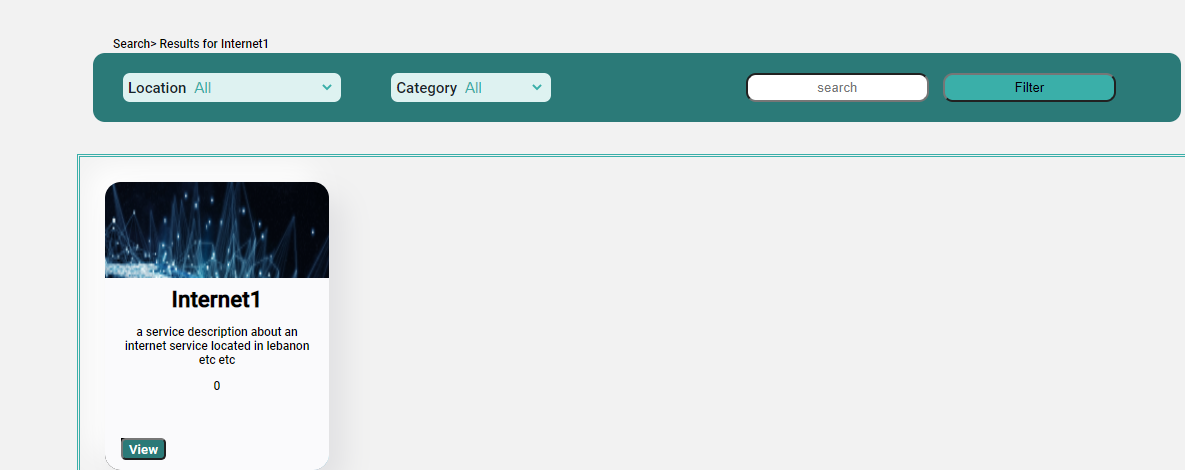 Search> Results for Internet1
Location All
Category All
search
Filter
Internet1
a service description about an
internet service located in lebanon
etc etc
0
View